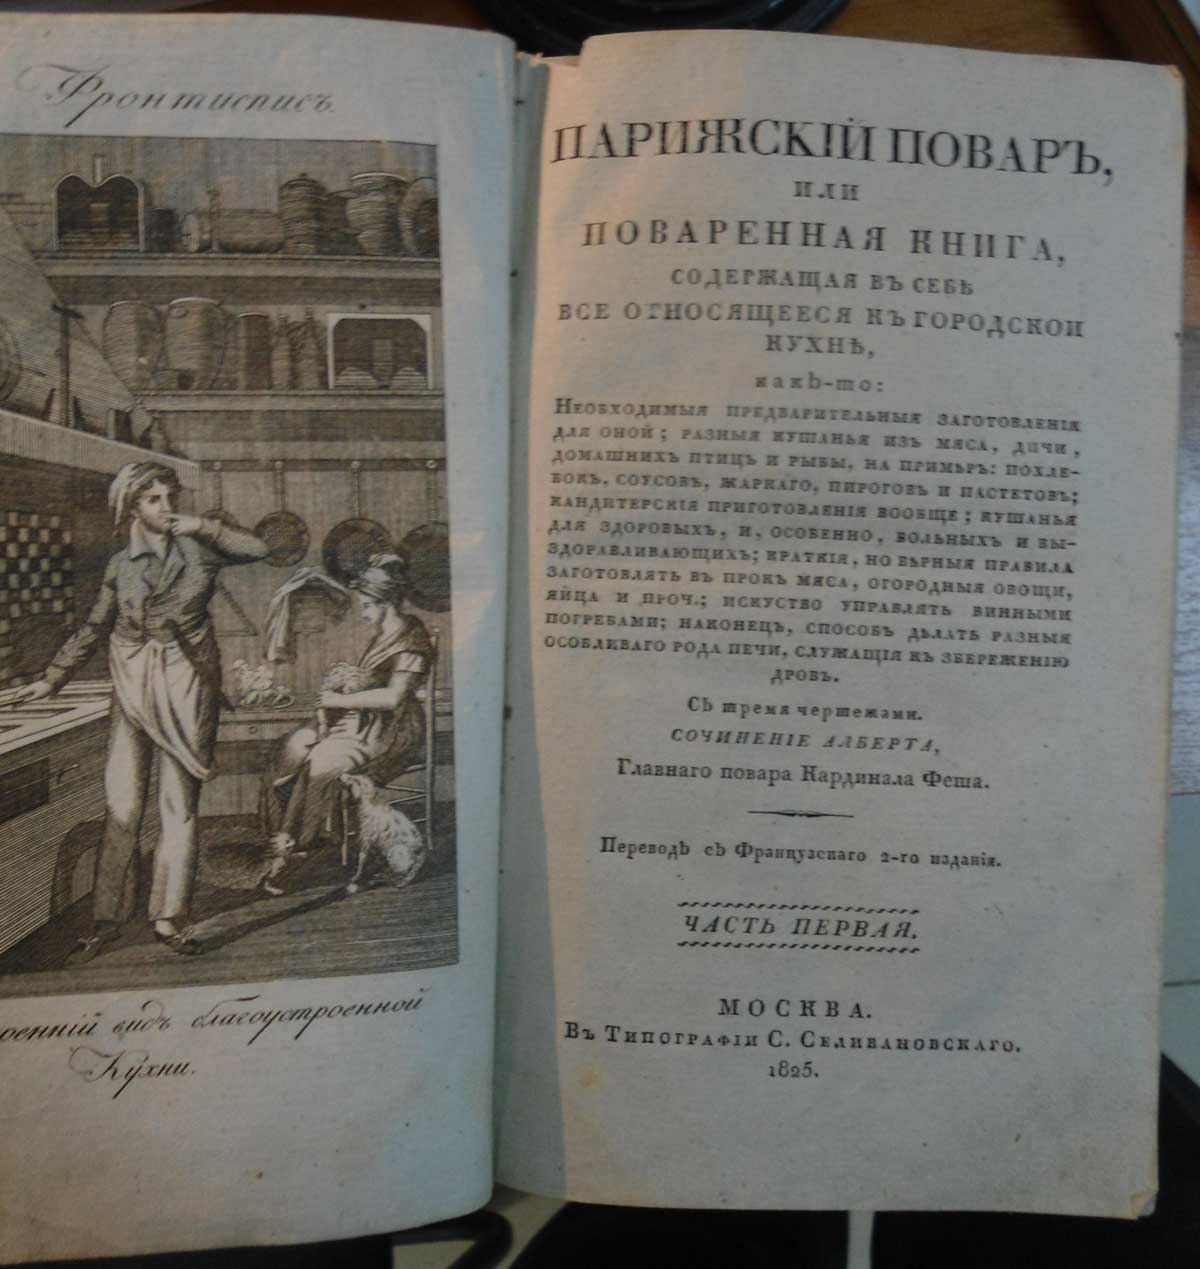 Фронтисписъ.
оенній видъ благоустроенной
Кухни.
ПАРИЖСКІЙ ПОВАРЪ,
ИЛИ
ПОВАРЕННАЯ КНИГА,
СОДЕРЖАЩАЯ ВЪ СЕБѢ
ВСЕ ОТНОСЯЩЕЕСЯ КЪ ГОРОДСКОИ
КУХНѢ,
какъ-то:
НЕОБХОДИМЫЯ ПРЕДВАРИТЕЛЬНЫЯ ЗАГОТОВЛЕНІЯ
ДЛЯ ОНОЙ; РАЗНЫЯ КУШАНЬЯ ИЗЪ МЯСА, ДИЧИ,
ДОМАШНИХЪ ПТИЦЪ И РЫБЫ, НА ПРИМѢРЪ: ПОХЛЕ-
БОКЪ, СОУСОВЪ, ЖАРКАГО, ПИРОГОВЪ И ПАСТЕТОВЪ;
КАНДИТЕРСКІЯ ПРИГОТОВЛЕНІЯ ВООБЩЕ; КУШАНЬЯ
ДЛЯ ЗДОРОВЫХЪ, И, ОСОБЕННО, БОЛЬНЫХЪ И ВЫ-
ЗДОРАВЛИВАЮЩИХЪ; КРАТКІЯ, НО ВѢРНЫЯ ПРАВИЛА
ЗАГОТОВЛЯТЬ ВЪ ПРОКЪ МЯСА, ОГОРОДНЫЯ ОВОЩИ,
ЯЙЦА И ПРОЧ.; ИСКУСТВО УПРАВЛЯТЬ ВИННЫМИ
ПОГРЕБАМИ; НАКОНЕЦЪ, СПОСОБЪ ДѢЛАТЬ РАЗНЫЯ
ОСОБЛИВАГО РОДА ПЕЧИ, СЛУЖАЩІЯ КЪ ЗБЕРЕЖЕНІЮ
ДРОВЪ.
Съ тремя чертежами.
СОЧИНЕНІЕ АЛБЕРТА,
Главнаго повара Кардинала Феша.
Переводъ съ Французскаго 2-го изданія.
ЧАСТЬ ПЕРВАЯ.
МОСКВА.
ВЪ ТИПОГРАФІИ С. СЕЛИВАНОВСКАГО.
1825.